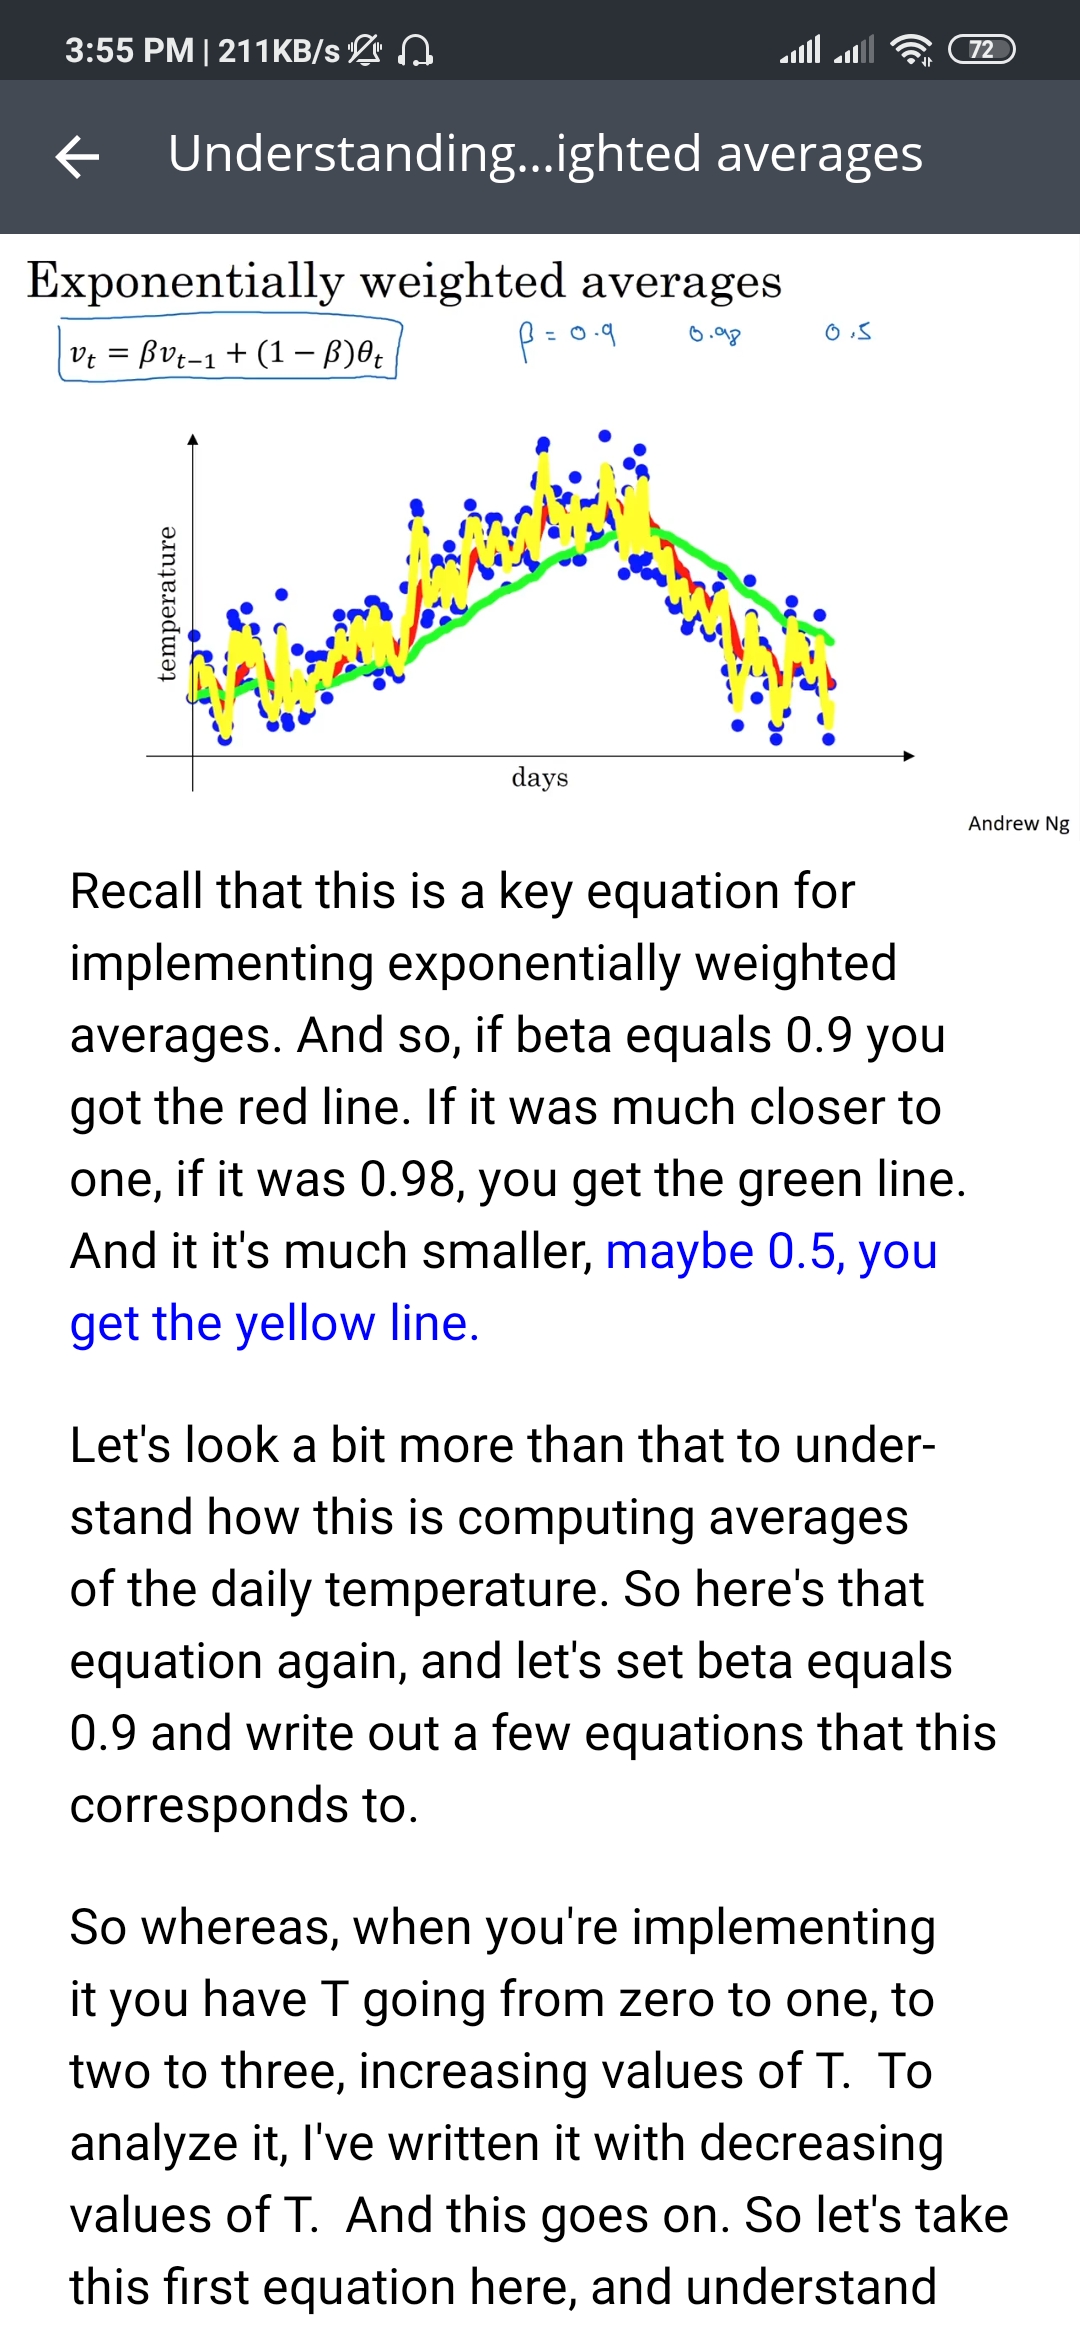 3:55 PM | 211KB/s
72
Understanding...ighted averages
Exponentially weighted averages
β = 0.9 0.98 0.5
vₜ = βvₜ₋₁ + (1 − β)θₜ
temperature
days
Andrew Ng
Recall that this is a key equation for
implementing exponentially weighted
averages. And so, if beta equals 0.9 you
got the red line. If it was much closer to
one, if it was 0.98, you get the green line.
And it it's much smaller, maybe 0.5, you
get the yellow line.
Let's look a bit more than that to under-
stand how this is computing averages
of the daily temperature. So here's that
equation again, and let's set beta equals
0.9 and write out a few equations that this
corresponds to.
So whereas, when you're implementing
it you have T going from zero to one, to
two to three, increasing values of T.  To
analyze it, I've written it with decreasing
values of T.  And this goes on. So let's take
this first equation here, and understand